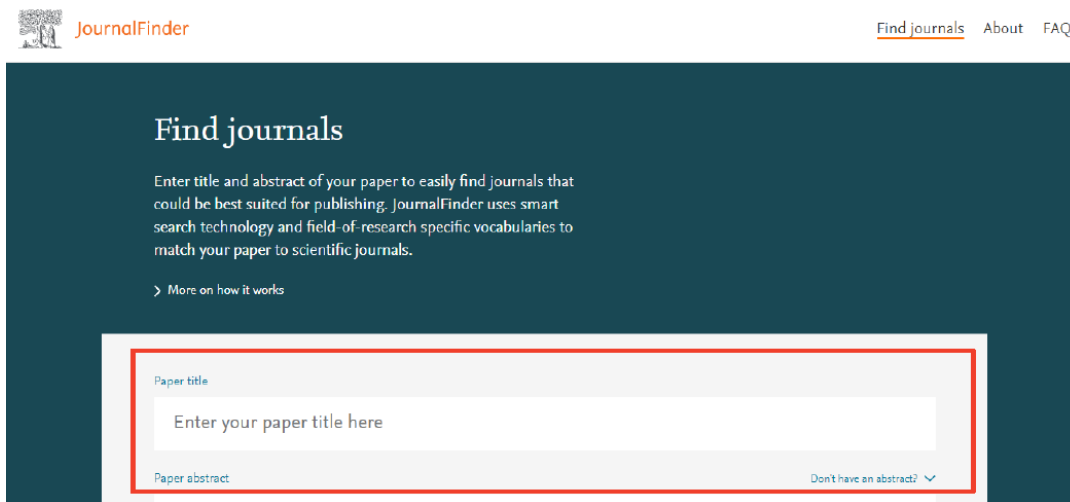 JournalFinder
Find journals About FAQ
Find journals
Enter title and abstract of your paper to easily find journals that
could be best suited for publishing. JournalFinder uses smart
search technology and field-of-research specific vocabularies to
match your paper to scientific journals.
More on how it works
Paper title
Enter your paper title here
Paper abstract Don't have an abstract?